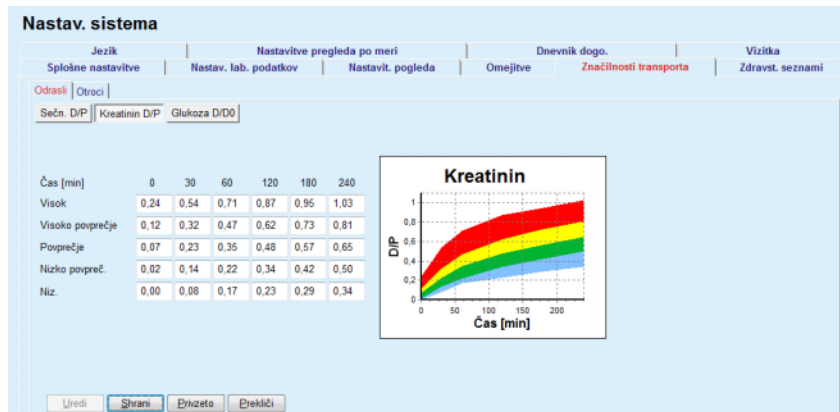 Nastav. sistema
Jezik Nastavitve pregleda po meri Dnevnik dogo. Vizitka
Splošne nastavitve Nastav. lab. podatkov Nastavit. pogleda Omejitve Značilnosti transporta Zdravst. seznami
Odrasli Otroci
Sečn. D/P Kreatinin D/P Glukoza D/D0
Čas [min] 0 30 60 120 180 240
Visok 0,24 0,54 0,71 0,87 0,95 1,03
Visoko povprečje 0,12 0,32 0,47 0,62 0,73 0,81
Povprečje 0,07 0,23 0,35 0,48 0,57 0,65
Nizko povpreč. 0,02 0,14 0,22 0,34 0,42 0,50
Niz. 0,00 0,08 0,17 0,23 0,29 0,34
Kreatinin
D/P
1
0,8
0,6
0,4
0,2
0
0 50 100 150 200
Čas [min]
Uredi Shrani Privzeto Prekliči